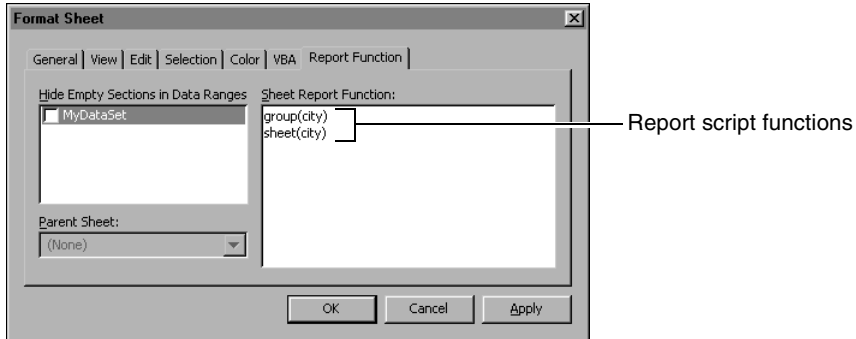 Format Sheet
General View Edit Selection Color VBA Report Function
Hide Empty Sections in Data Ranges
MyDataSet
Parent Sheet:
(None)
Sheet Report Function:
group(city)
sheet(city)
Report script functions
OK Cancel Apply